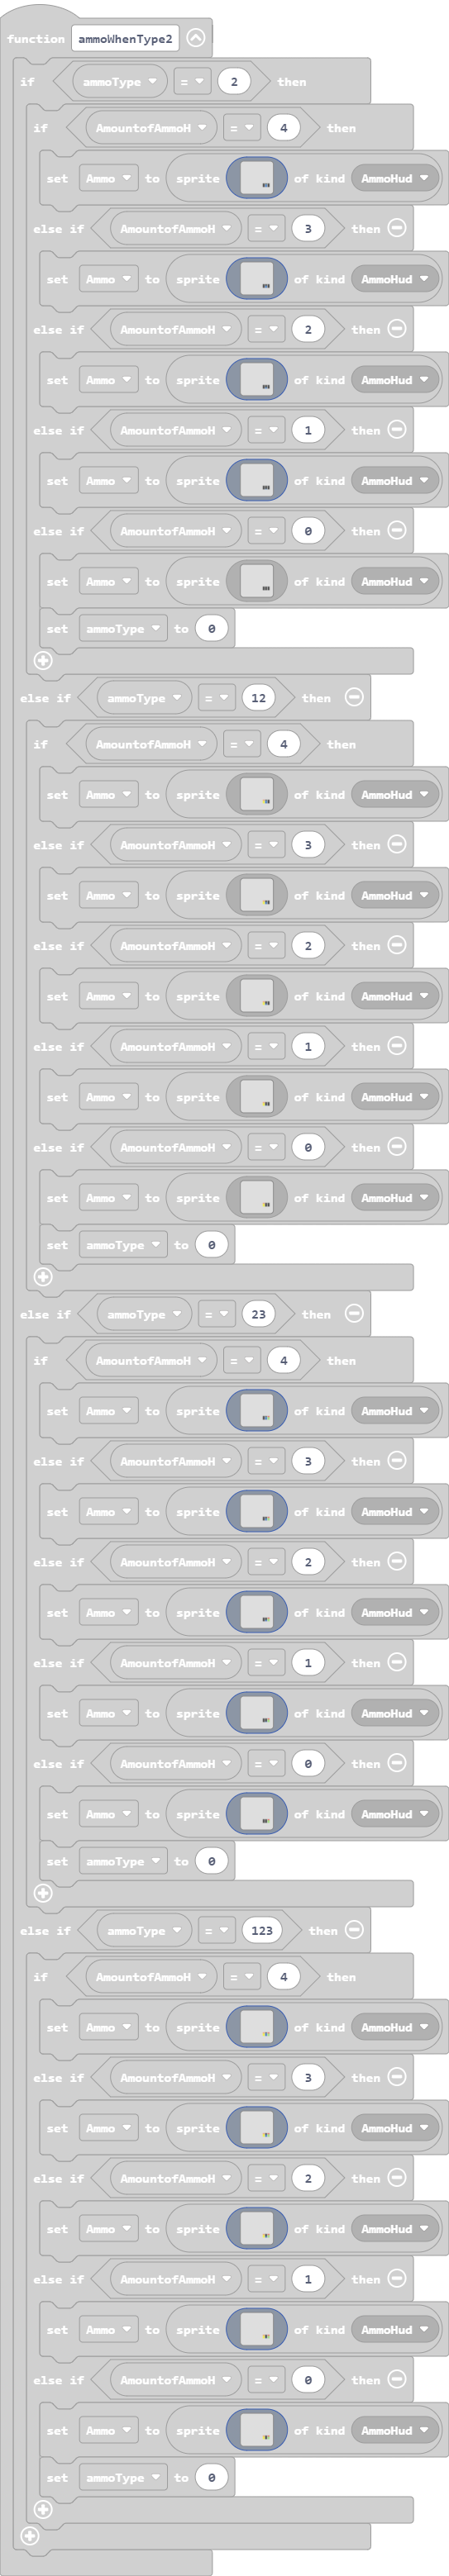 function ammoWhenType2
if ammoType = 2 then
if AmountofAmmoH = 4 then
set Ammo to sprite of kind AmmoHud
else if AmountofAmmoH = 3 then
set Ammo to sprite of kind AmmoHud
else if AmountofAmmoH = 2 then
set Ammo to sprite of kind AmmoHud
else if AmountofAmmoH = 1 then
set Ammo to sprite of kind AmmoHud
else if AmountofAmmoH = 0 then
set Ammo to sprite of kind AmmoHud
set ammoType to 0
else if ammoType = 12 then
if AmountofAmmoH = 4 then
set Ammo to sprite of kind AmmoHud
else if AmountofAmmoH = 3 then
set Ammo to sprite of kind AmmoHud
else if AmountofAmmoH = 2 then
set Ammo to sprite of kind AmmoHud
else if AmountofAmmoH = 1 then
set Ammo to sprite of kind AmmoHud
else if AmountofAmmoH = 0 then
set Ammo to sprite of kind AmmoHud
set ammoType to 0
else if ammoType = 23 then
if AmountofAmmoH = 4 then
set Ammo to sprite of kind AmmoHud
else if AmountofAmmoH = 3 then
set Ammo to sprite of kind AmmoHud
else if AmountofAmmoH = 2 then
set Ammo to sprite of kind AmmoHud
else if AmountofAmmoH = 1 then
set Ammo to sprite of kind AmmoHud
else if AmountofAmmoH = 0 then
set Ammo to sprite of kind AmmoHud
set ammoType to 0
else if ammoType = 123 then
if AmountofAmmoH = 4 then
set Ammo to sprite of kind AmmoHud
else if AmountofAmmoH = 3 then
set Ammo to sprite of kind AmmoHud
else if AmountofAmmoH = 2 then
set Ammo to sprite of kind AmmoHud
else if AmountofAmmoH = 1 then
set Ammo to sprite of kind AmmoHud
else if AmountofAmmoH = 0 then
set Ammo to sprite of kind AmmoHud
set ammoType to 0